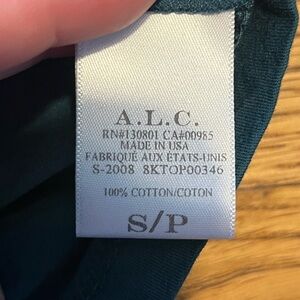 A.L.C.
RN#130801 CA#00985
MADE IN USA
FABRIQUÉ AUX ÉTATS-UNIS
S-2008 8KTOP00346
100% COTTON/COTON
S/P